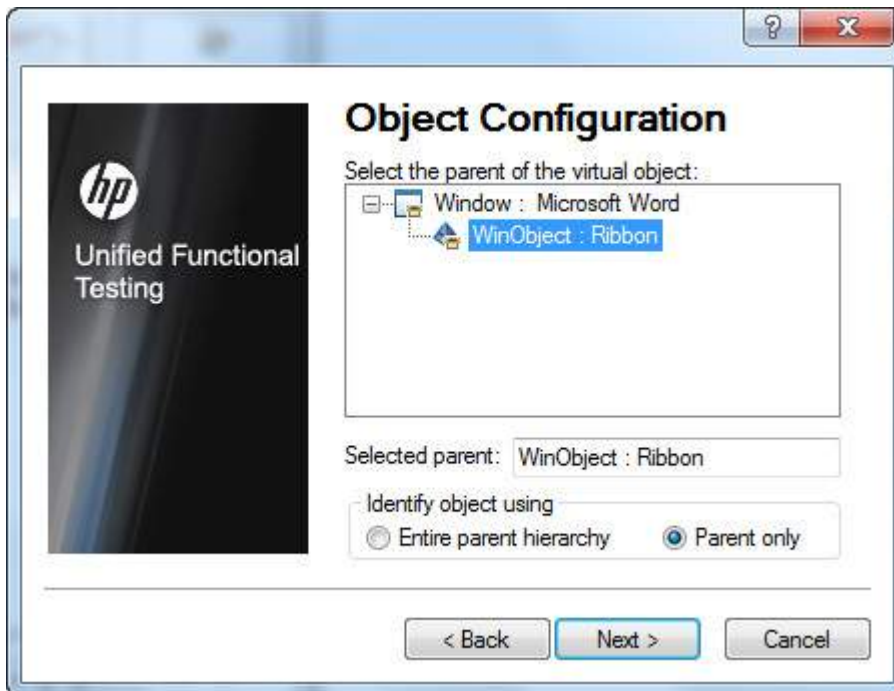 ?
X
Object Configuration
hp
Unified Functional
Testing
Select the parent of the virtual object:
Window : Microsoft Word
WinObject : Ribbon
Selected parent: WinObject : Ribbon
Identify object using
Entire parent hierarchy Parent only
< Back Next > Cancel